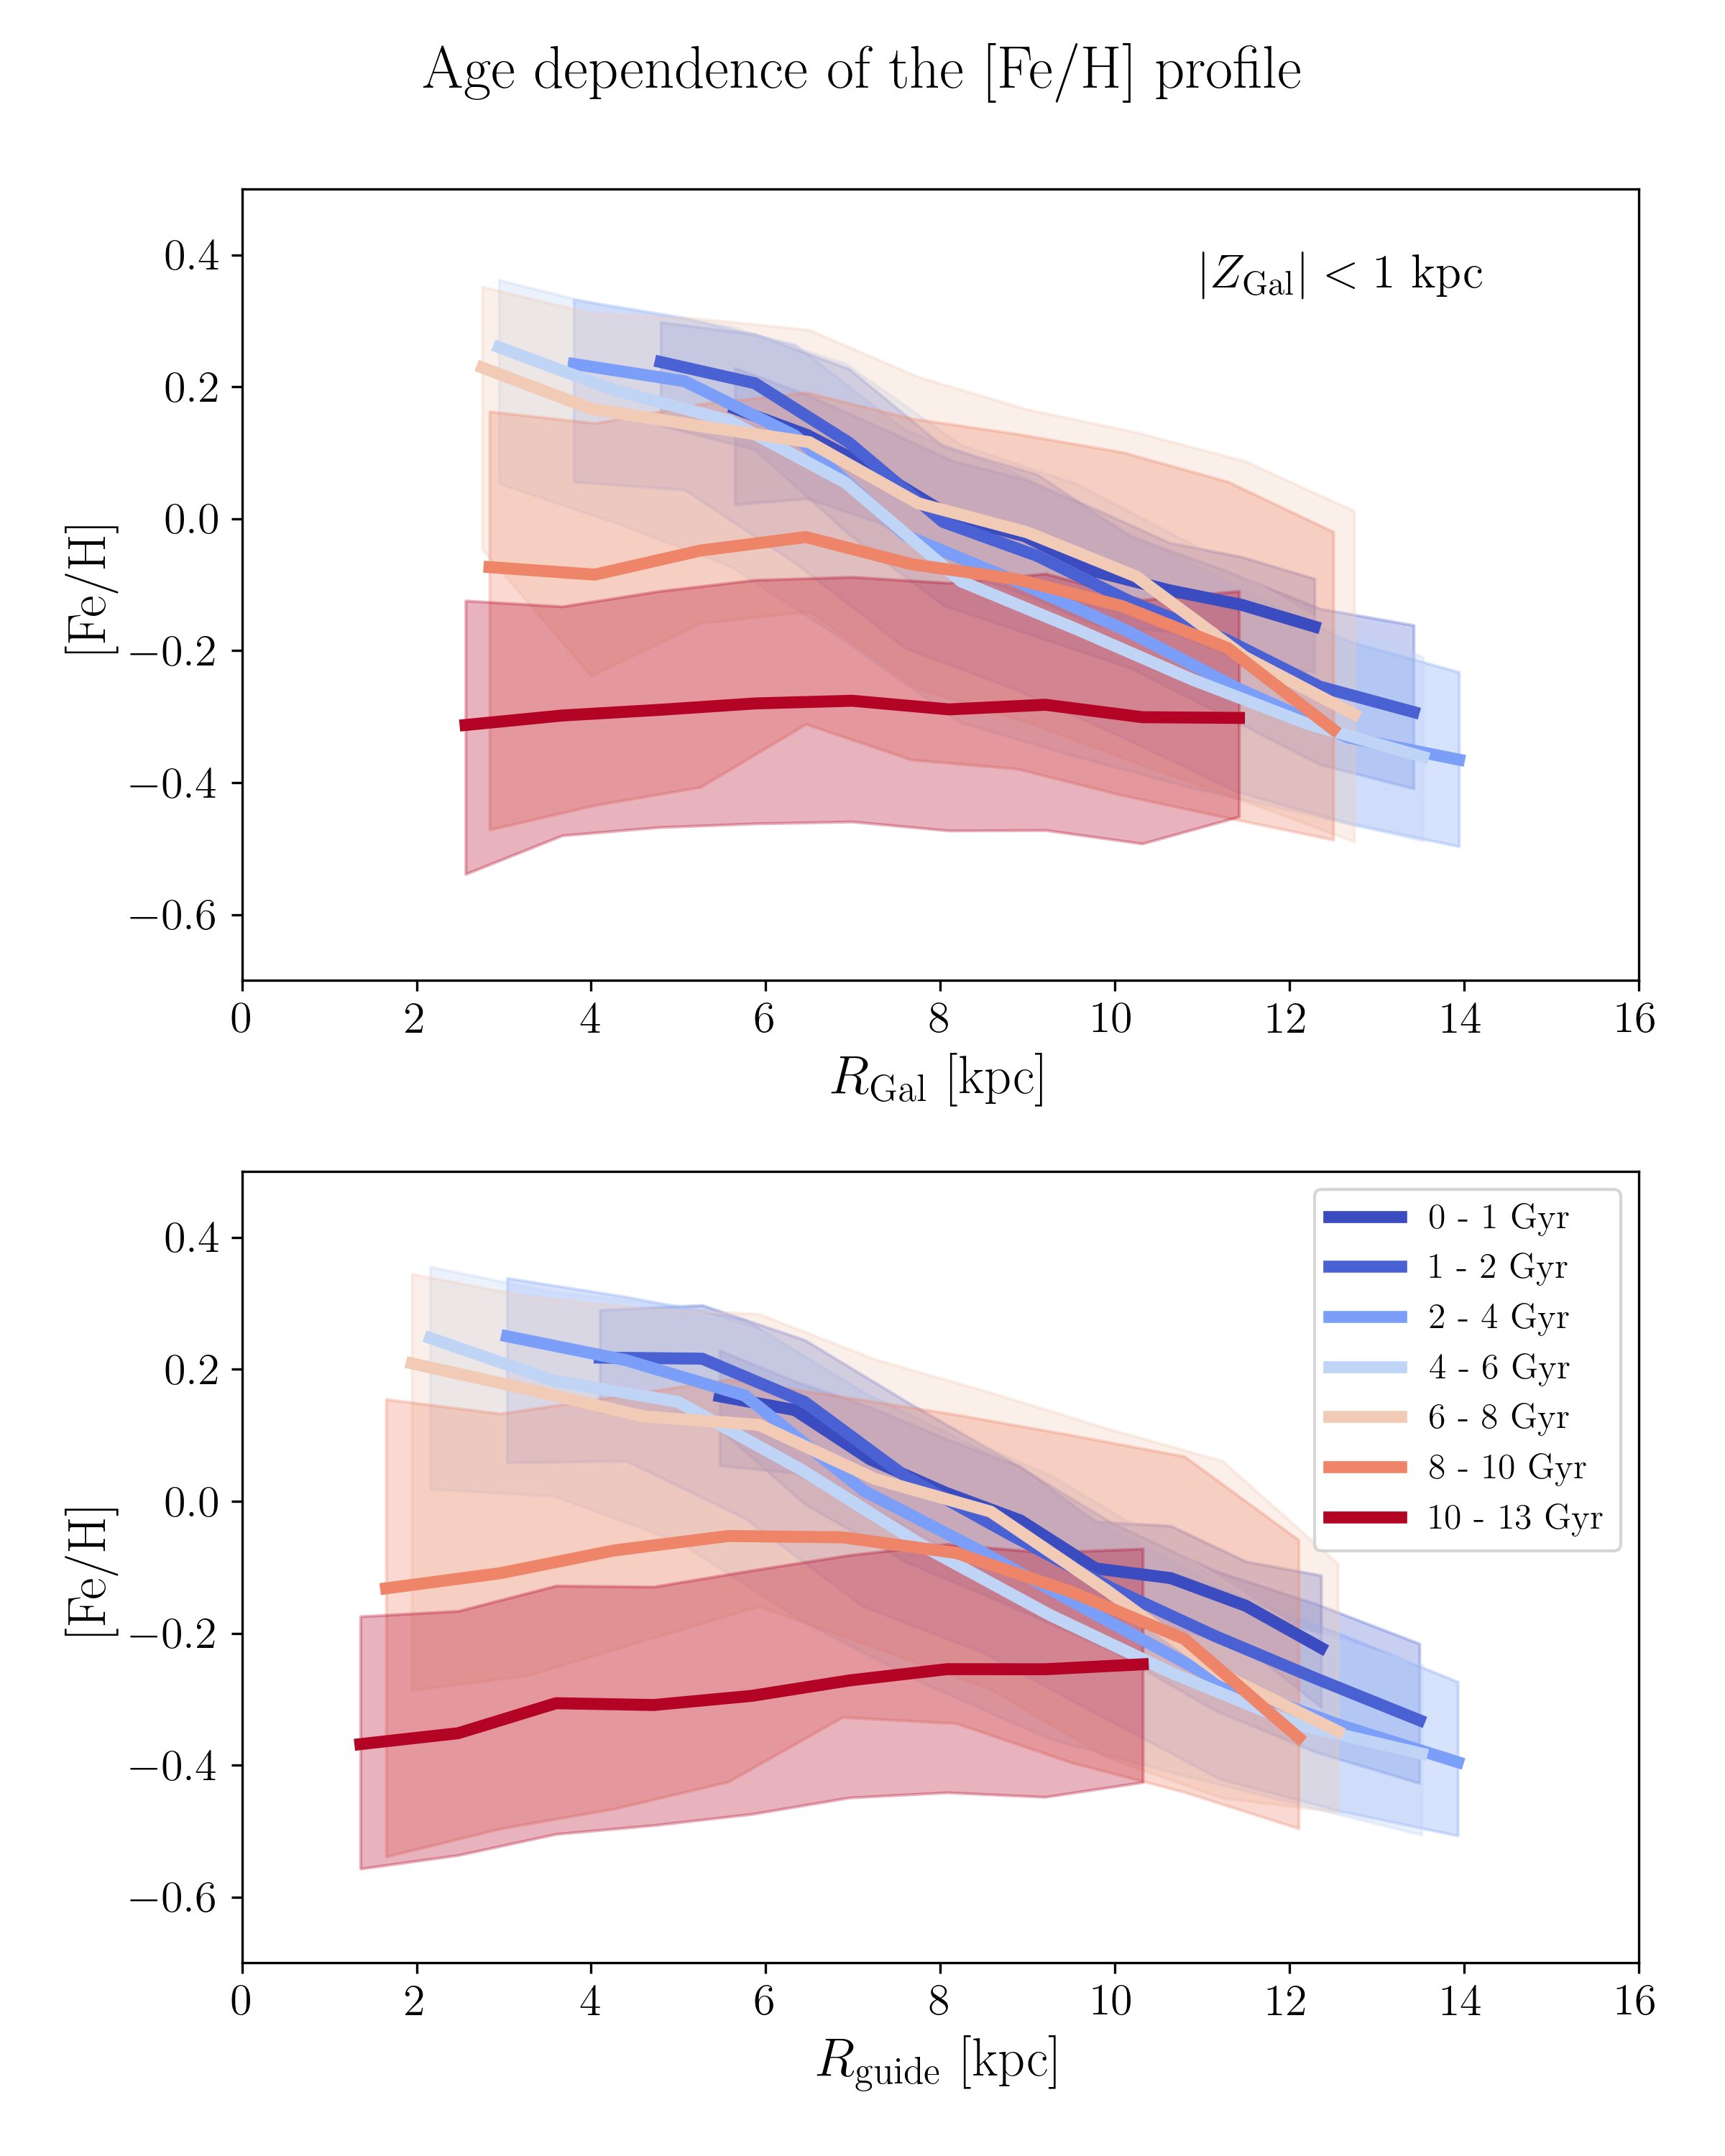 Age dependence of the [Fe/H] profile
|Z_Gal| < 1 kpc
[Fe/H]
0.4
0.2
0.0
−0.2
−0.4
−0.6
0 2 4 6 8 10 12 14 16
R_Gal [kpc]
0 - 1 Gyr
1 - 2 Gyr
2 - 4 Gyr
4 - 6 Gyr
6 - 8 Gyr
8 - 10 Gyr
10 - 13 Gyr
[Fe/H]
0.4
0.2
0.0
−0.2
−0.4
−0.6
0 2 4 6 8 10 12 14 16
R_guide [kpc]